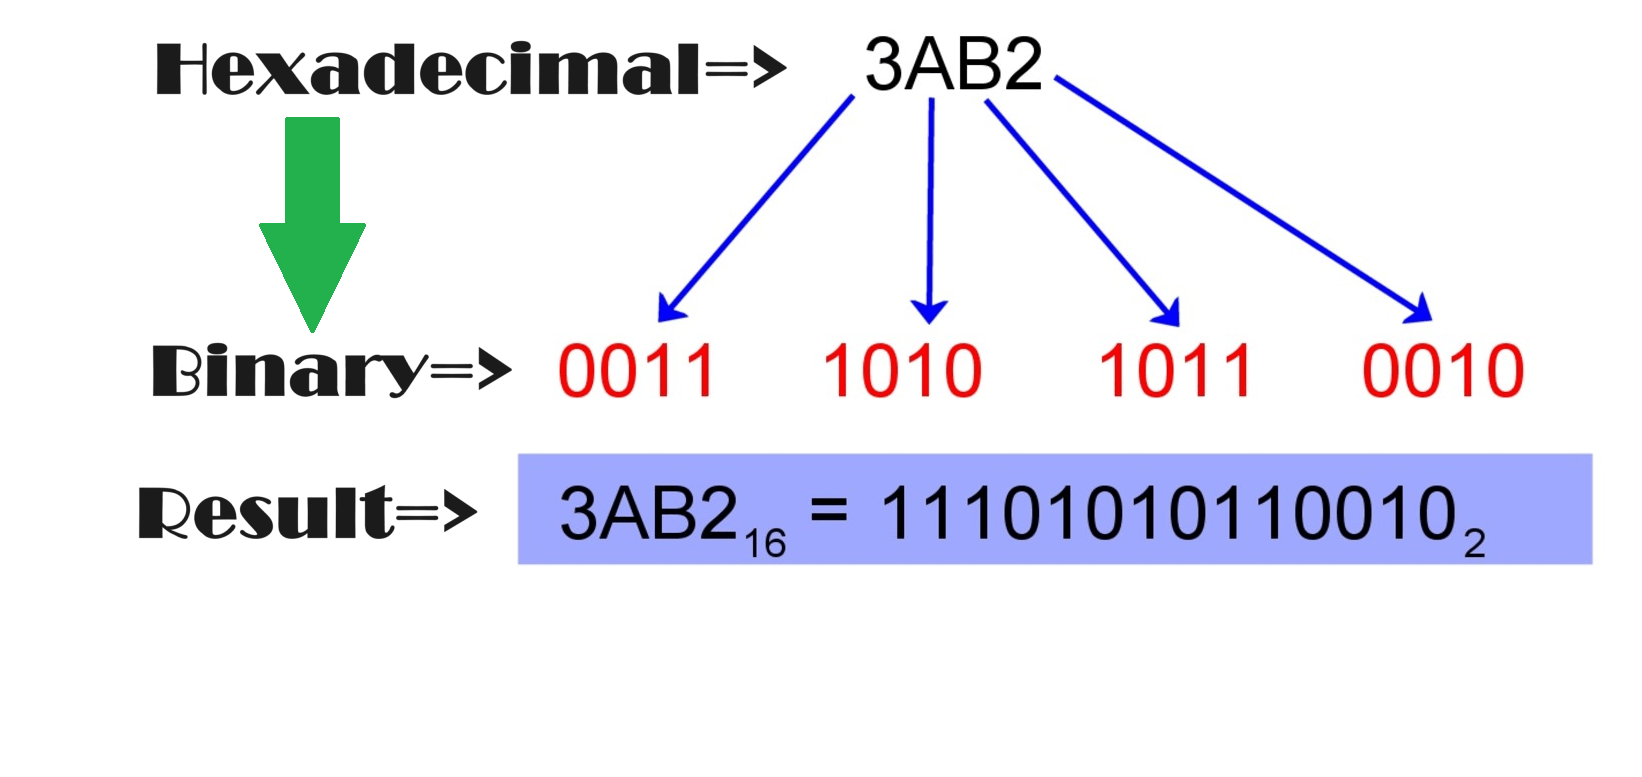 Hexadecimal=> 3AB2
Binary=> 0011 1010 1011 0010
Result=> 3AB2₁₆ = 11101010110010₂